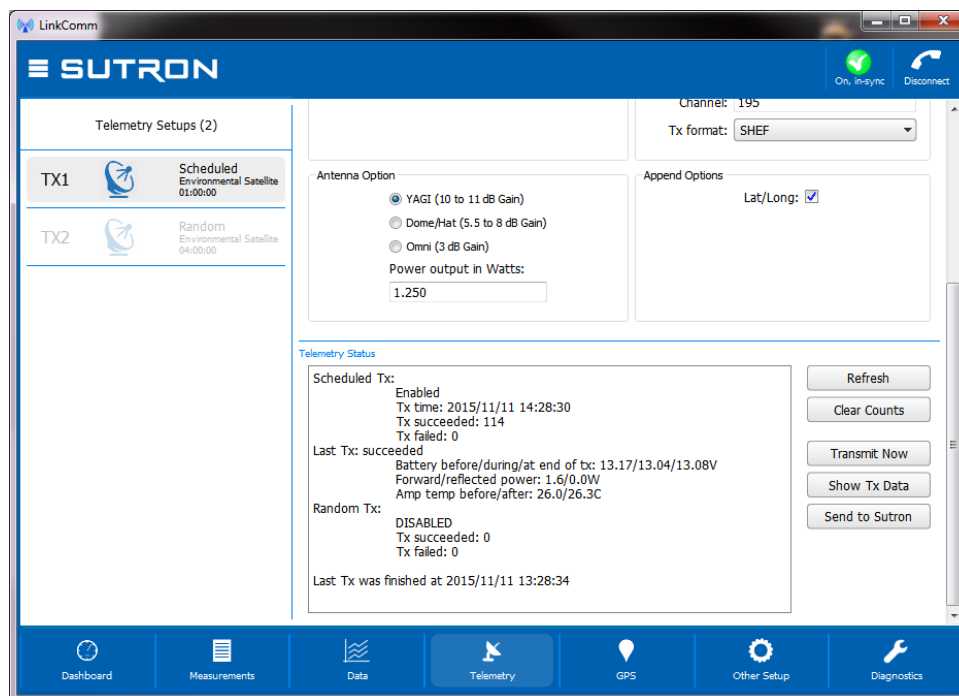 LinkComm
SUTRON
On, in-sync
Disconnect
Telemetry Setups (2)
TX1
Scheduled
Environmental Satellite
01:00:00
TX2
Random
Environmental Satellite
04:00:00
Channel: 195
Tx format: SHEF
Antenna Option
YAGI (10 to 11 dB Gain)
Dome/Hat (5.5 to 8 dB Gain)
Omni (3 dB Gain)
Power output in Watts:
1.250
Append Options
Lat/Long:
Telemetry Status
Scheduled Tx:
Enabled
Tx time: 2015/11/11 14:28:30
Tx succeeded: 114
Tx failed: 0
Last Tx: succeeded
Battery before/during/at end of tx: 13.17/13.04/13.08V
Forward/reflected power: 1.6/0.0W
Amp temp before/after: 26.0/26.3C
Random Tx:
DISABLED
Tx succeeded: 0
Tx failed: 0
Last Tx was finished at 2015/11/11 13:28:34
Refresh
Clear Counts
Transmit Now
Show Tx Data
Send to Sutron
Dashboard
Measurements
Data
Telemetry
GPS
Other Setup
Diagnostics